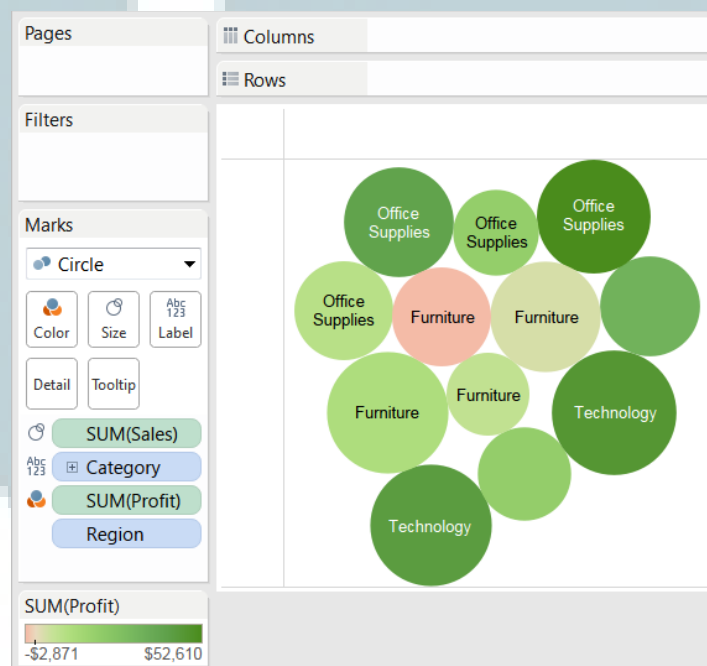 Pages
Columns
Rows
Filters
Marks
Circle
Color
Size
Abc
123
Label
Detail
Tooltip
SUM(Sales)
Abc
123
Category
SUM(Profit)
Region
SUM(Profit)
-$2,871
$52,610
Office
Supplies
Office
Supplies
Office
Supplies
Office
Supplies
Furniture
Furniture
Furniture
Furniture
Technology
Technology